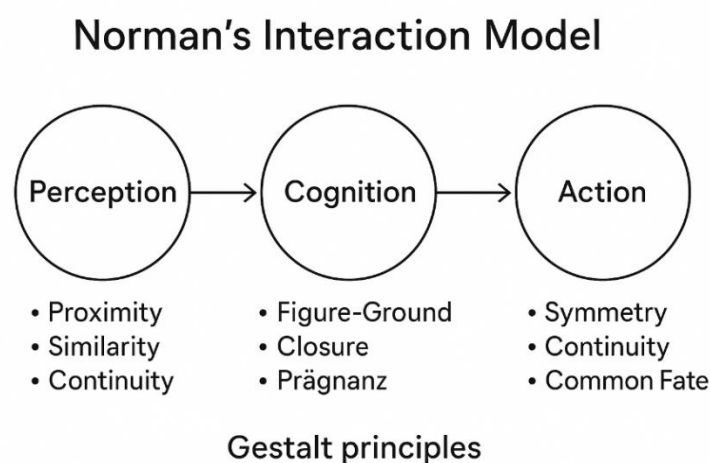 Norman's Interaction Model
Perception
Cognition
Action
• Proximity
• Similarity
• Continuity
• Figure-Ground
• Closure
• Prägnanz
• Symmetry
• Continuity
• Common Fate
Gestalt principles